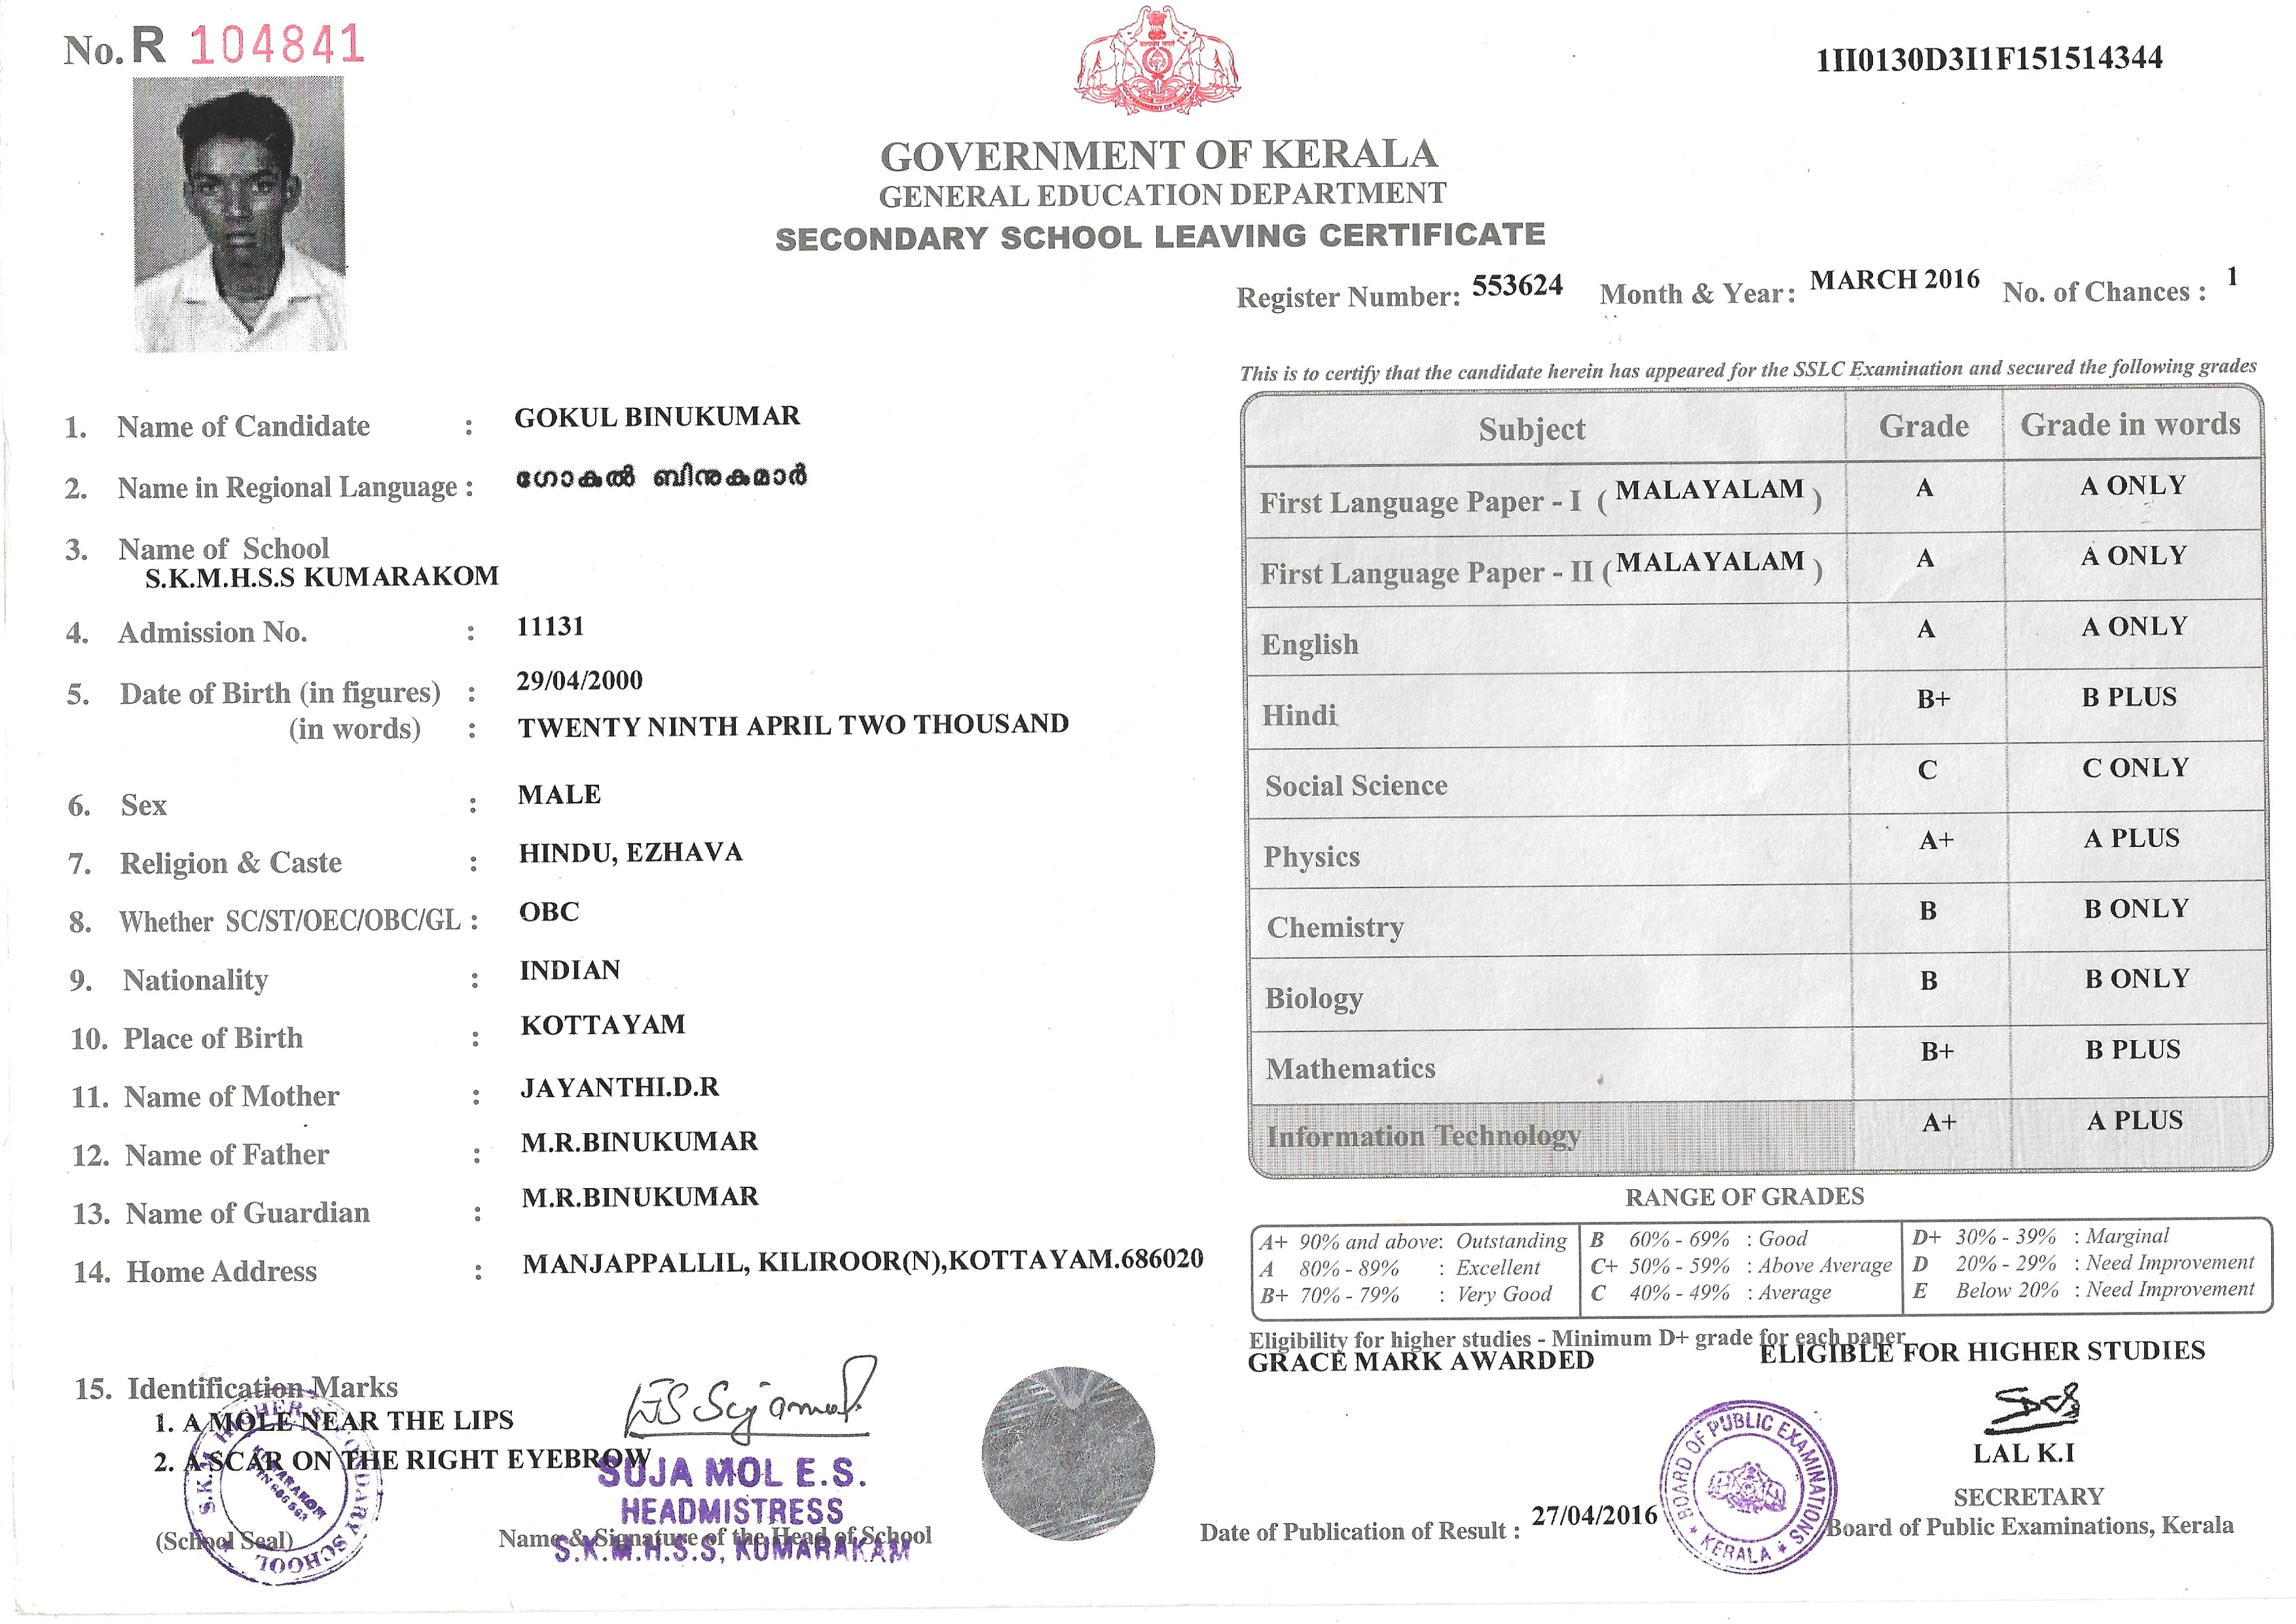 No. R 104841
1III0130D3I1F151514344
GOVERNMENT OF KERALA
GENERAL EDUCATION DEPARTMENT
SECONDARY SCHOOL LEAVING CERTIFICATE
Register Number: 553624 Month & Year: MARCH 2016 No. of Chances : 1
1. Name of Candidate : GOKUL BINUKUMAR
2. Name in Regional Language : ഗോകുൽ ബിനുകുമാർ
3. Name of School
S.K.M.H.S.S KUMARAKOM
4. Admission No. : 11131
5. Date of Birth (in figures) : 29/04/2000
(in words) : TWENTY NINTH APRIL TWO THOUSAND
6. Sex : MALE
7. Religion & Caste : HINDU, EZHAVA
8. Whether SC/ST/OEC/OBC/GL : OBC
9. Nationality : INDIAN
10. Place of Birth : KOTTAYAM
11. Name of Mother : JAYANTHI.D.R
12. Name of Father : M.R.BINUKUMAR
13. Name of Guardian : M.R.BINUKUMAR
14. Home Address : MANJAPPALLIL, KILIROOR(N),KOTTAYAM.686020
15. Identification Marks
1. A MOLE NEAR THE LIPS
2. A SCAR ON THE RIGHT EYEBROW
S.K.M HIGHER SECONDARY SCHOOL
KUMARAKOM
(School Seal)
SUJA MOL E.S.
HEADMISTRESS
Name & Signature of the Head of School
S.K.M.H.S.S, KUMARAKAM
This is to certify that the candidate herein has appeared for the SSLC Examination and secured the following grades
Subject Grade Grade in words
First Language Paper - I ( MALAYALAM ) A A ONLY
First Language Paper - II ( MALAYALAM ) A A ONLY
English A A ONLY
Hindi B+ B PLUS
Social Science C C ONLY
Physics A+ A PLUS
Chemistry B B ONLY
Biology B B ONLY
Mathematics B+ B PLUS
Information Technology A+ A PLUS
RANGE OF GRADES
A+ 90% and above: Outstanding B 60% - 69% : Good D+ 30% - 39% : Marginal
A 80% - 89% : Excellent C+ 50% - 59% : Above Average D 20% - 29% : Need Improvement
B+ 70% - 79% : Very Good C 40% - 49% : Average E Below 20% : Need Improvement
Eligibility for higher studies - Minimum D+ grade for each paper
GRACE MARK AWARDED ELIGIBLE FOR HIGHER STUDIES
BOARD OF PUBLIC EXAMINATIONS
KERALA
LAL K.I
SECRETARY
Date of Publication of Result : 27/04/2016 Board of Public Examinations, Kerala